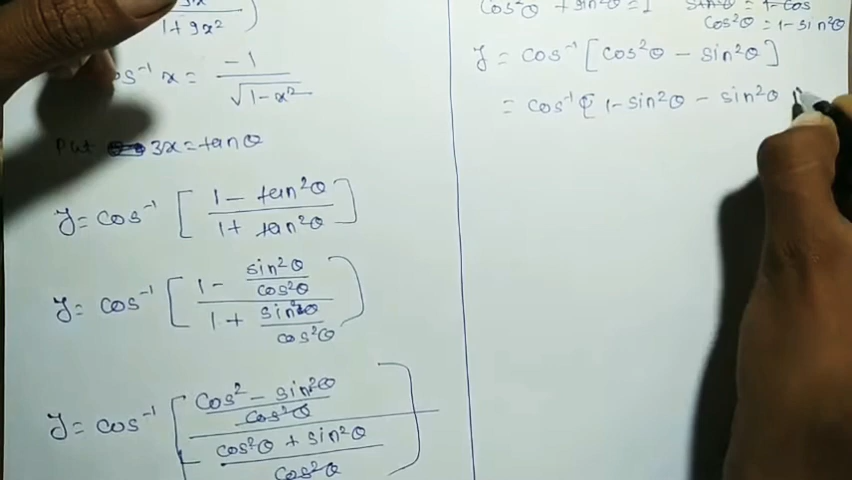 1 + 9x²
cos⁻¹ x = -1 / √(1-x²)
Put 3x = tanθ
y = cos⁻¹ [ (1 - tan²θ) / (1 + tan²θ) ]
y = cos⁻¹ [ (1 - sin²θ/cos²θ) / (1 + sin²θ/cos²θ) ]
y = cos⁻¹ [ ((cos² - sin²θ)/cos²θ) / ((cos²θ + sin²θ)/cos²θ) ]
cos²θ + sin²θ = 1
cos²θ = 1 - sin²θ
y = cos⁻¹ [cos²θ - sin²θ]
= cos⁻¹ [ 1 - sin²θ - sin²θ